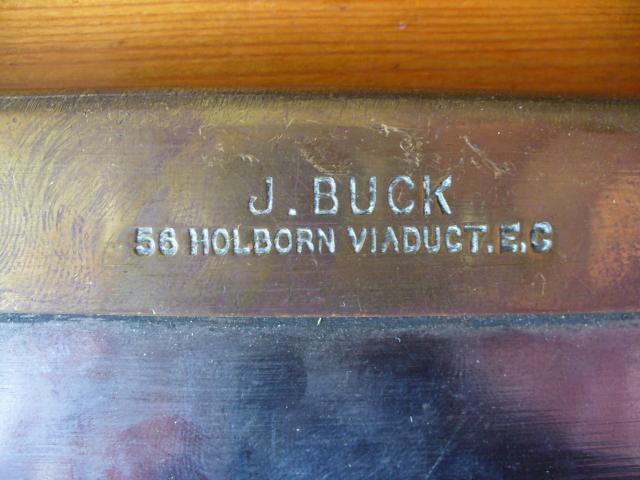 J. BUCK
56 HOLBORN VIADUCT. E.C